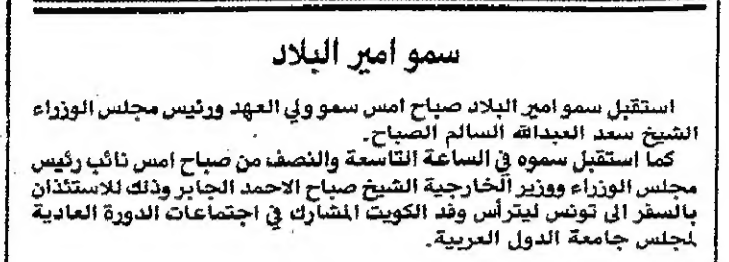 سمو امير البلاد
استقبل سمو امير البلاد صباح امس سمو ولي العهد ورئيس مجلس الوزراء
الشيخ سعد العبدالله السالم الصباح.
كما استقبل سموه في الساعة التاسعة والنصف من صباح امس نائب رئيس
مجلس الوزراء ووزير الخارجية الشيخ صباح الاحمد الجابر وذلك للاستئذان
بالسفر الى تونس ليترأس وفد الكويت المشارك في اجتماعات الدورة العادية
لمجلس جامعة الدول العربية.